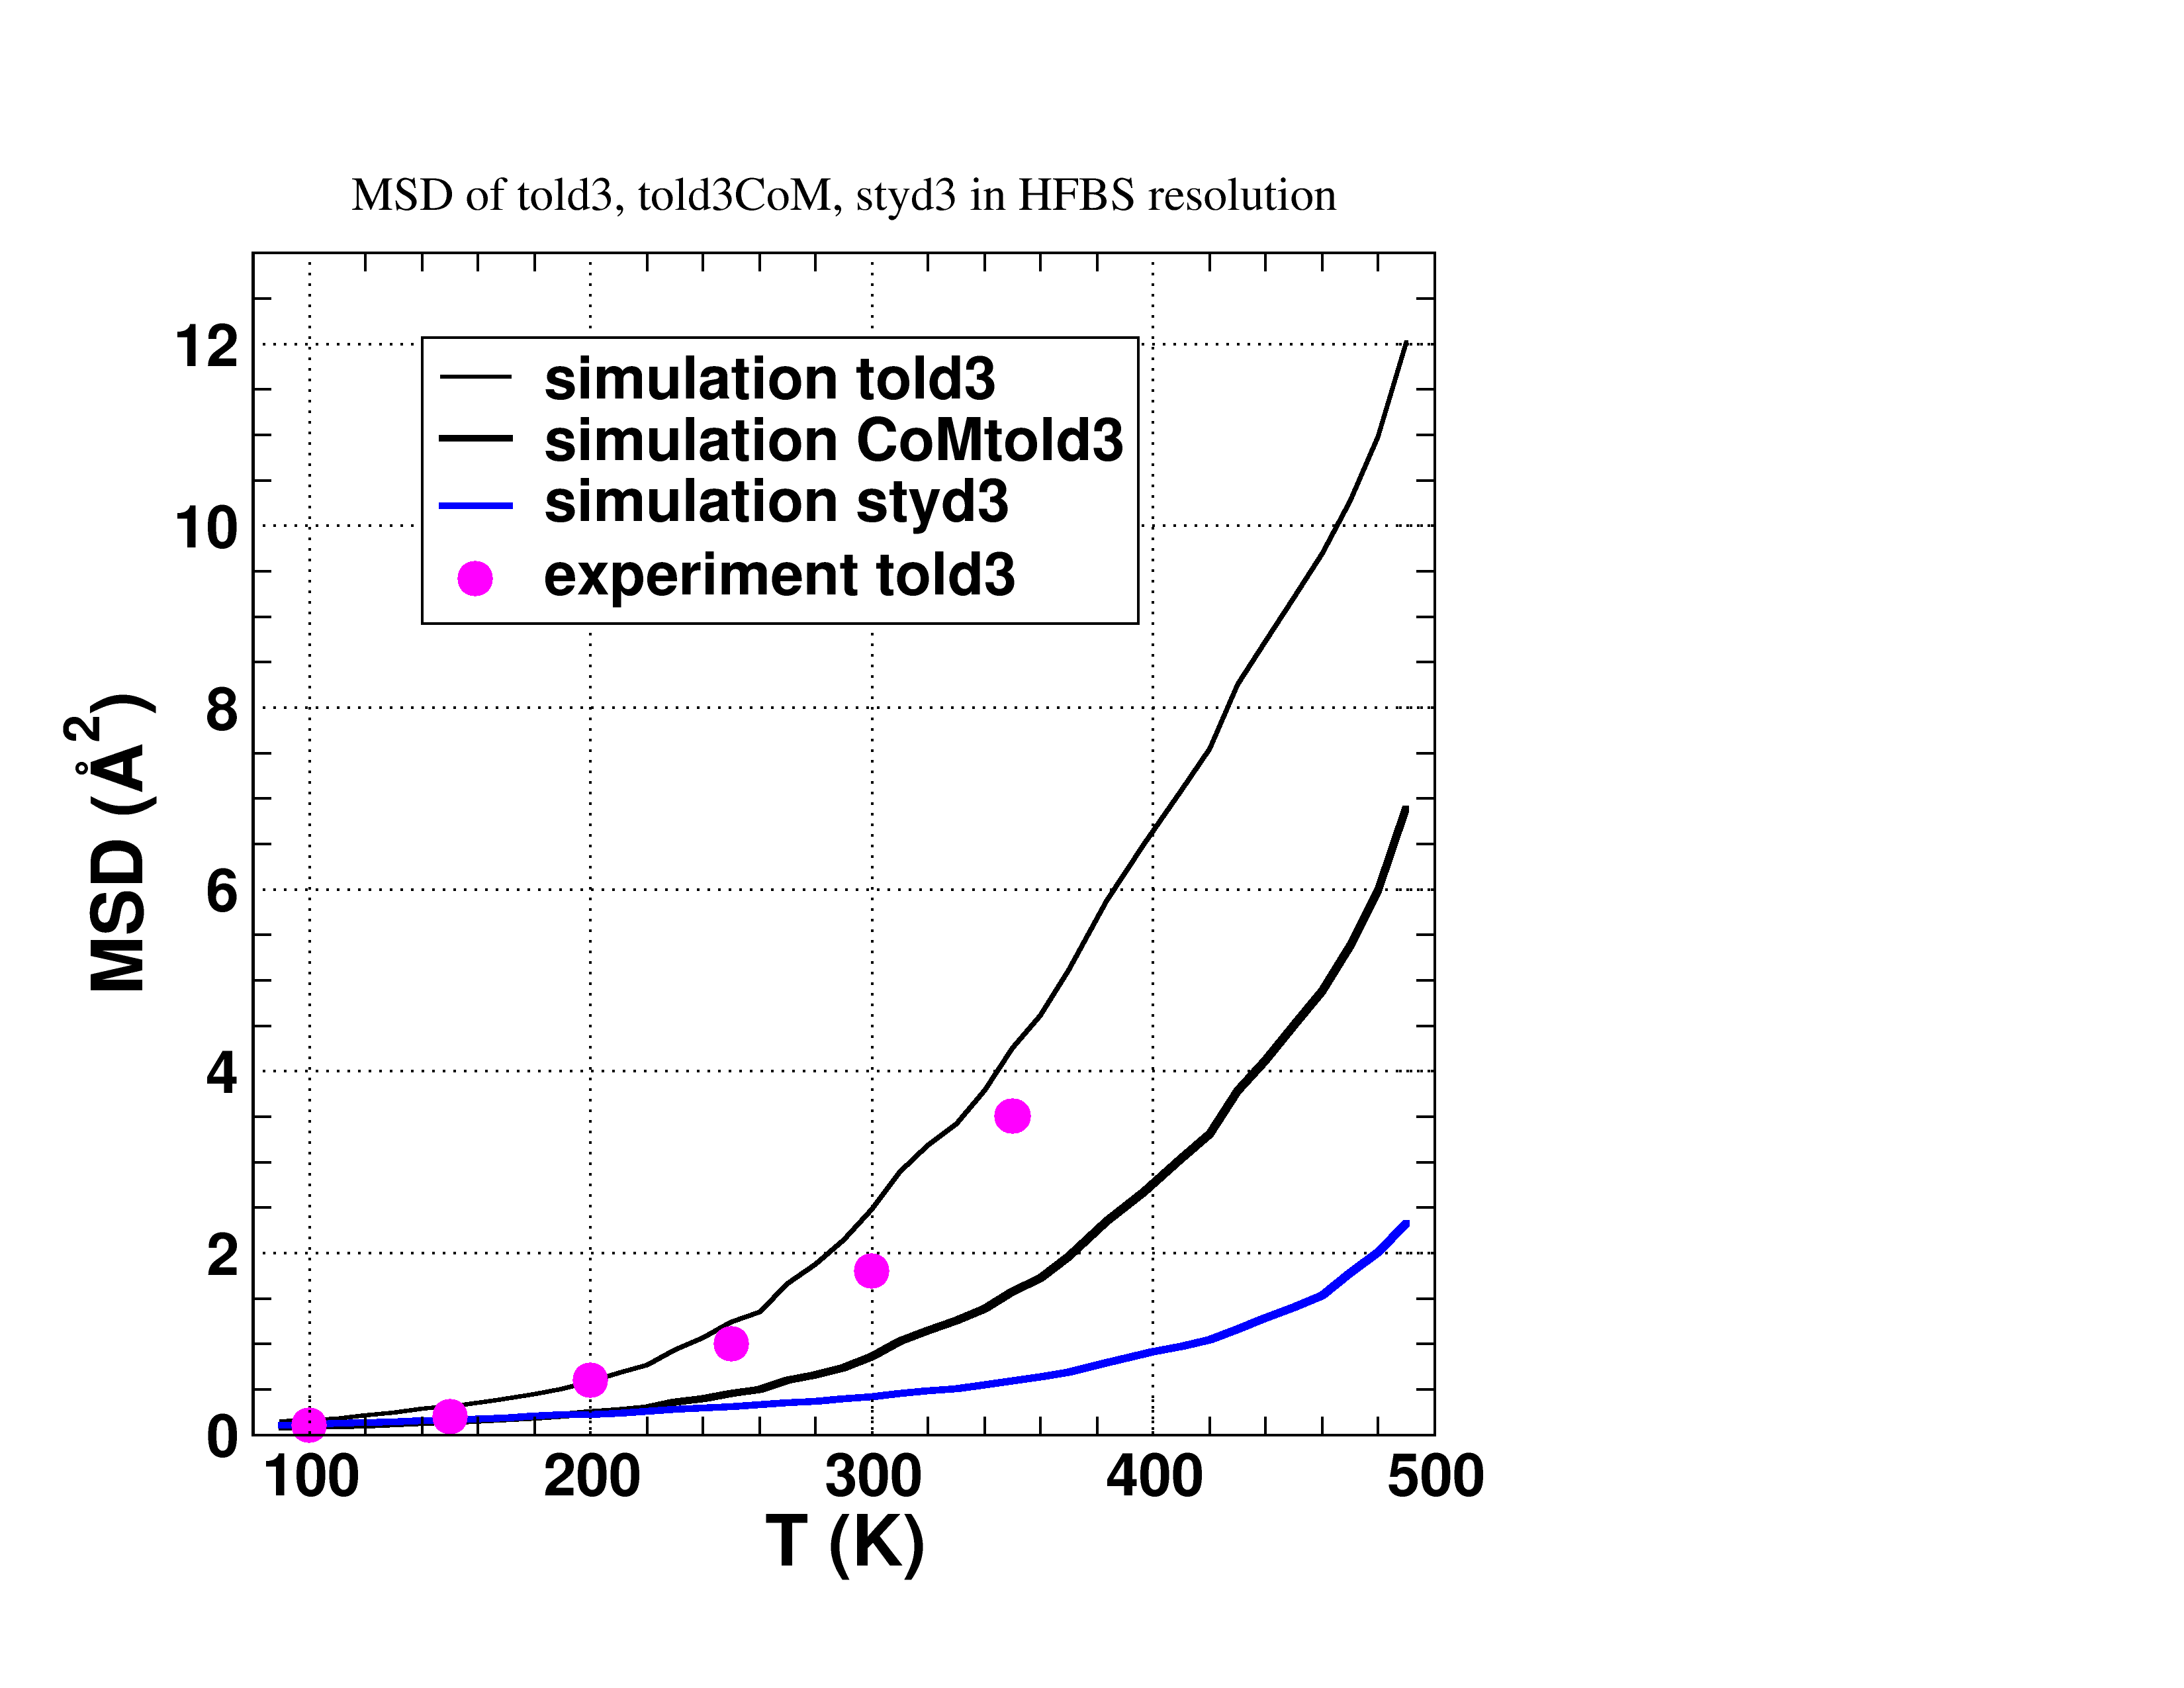 MSD of told3, told3CoM, styd3 in HFBS resolution
12
10
8
6
4
2
0
simulation told3
simulation CoMtold3
simulation styd3
experiment told3
MSD (Å²)
100 200 300 400 500
T (K)